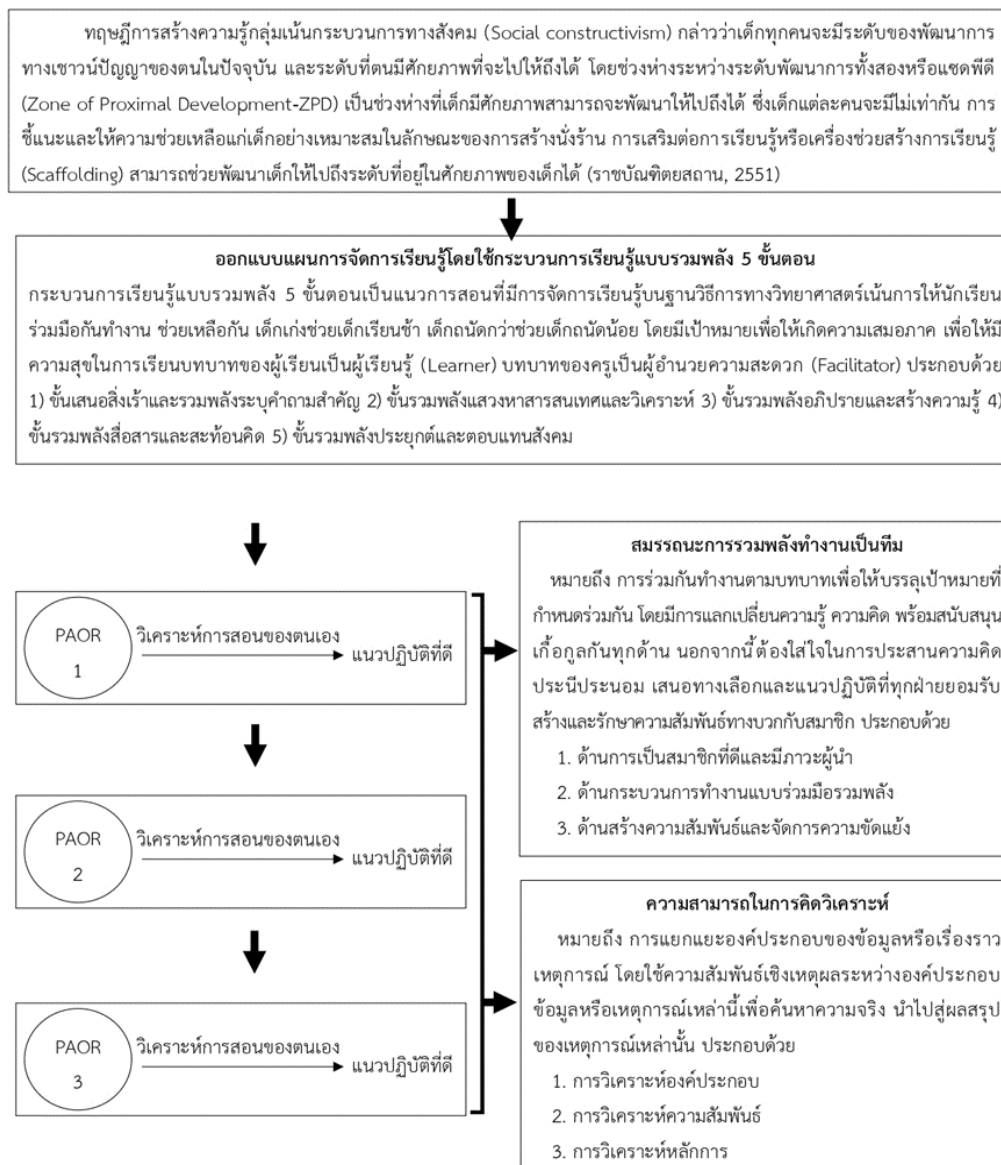 ทฤษฎีการสร้างความรู้กลุ่มเน้นกระบวนการทางสังคม (Social constructivism) กล่าวว่าเด็กทุกคนจะมีระดับของพัฒนาการ
ทางเชาวน์ปัญญาของตนในปัจจุบัน และระดับที่ตนมีศักยภาพที่จะไปให้ถึงได้ โดยช่วงห่างระหว่างระดับพัฒนาการทั้งสองหรือแซดพีดี
(Zone of Proximal Development-ZPD) เป็นช่วงห่างที่เด็กมีศักยภาพสามารถจะพัฒนาให้ไปถึงได้ ซึ่งเด็กแต่ละคนจะมีไม่เท่ากัน การ
ชี้แนะและให้ความช่วยเหลือแก่เด็กอย่างเหมาะสมในลักษณะของการสร้างนั่งร้าน การเสริมต่อการเรียนรู้หรือเครื่องช่วยสร้างการเรียนรู้
(Scaffolding) สามารถช่วยพัฒนาเด็กให้ไปถึงระดับที่อยู่ในศักยภาพของเด็กได้ (ราชบัณฑิตยสถาน, 2551)
ออกแบบแผนการจัดการเรียนรู้โดยใช้กระบวนการเรียนรู้แบบรวมพลัง 5 ขั้นตอน
กระบวนการเรียนรู้แบบรวมพลัง 5 ขั้นตอนเป็นแนวการสอนที่มีการจัดการเรียนรู้บนฐานวิธีการทางวิทยาศาสตร์เน้นการให้นักเรียน
ร่วมมือกันทำงาน ช่วยเหลือกัน เด็กเก่งช่วยเด็กเรียนช้า เด็กถนัดกว่าช่วยเด็กถนัดน้อย โดยมีเป้าหมายเพื่อให้เกิดความเสมอภาค เพื่อให้มี
ความสุขในการเรียนบทบาทของผู้เรียนเป็นผู้เรียนรู้ (Learner) บทบาทของครูเป็นผู้อำนวยความสะดวก (Facilitator) ประกอบด้วย
1) ขั้นเสนอสิ่งเร้าและรวมพลังระบุคำถามสำคัญ 2) ขั้นรวมพลังแสวงหาสารสนเทศและวิเคราะห์ 3) ขั้นรวมพลังอภิปรายและสร้างความรู้ 4)
ขั้นรวมพลังสื่อสารและสะท้อนคิด 5) ขั้นรวมพลังประยุกต์และตอบแทนสังคม
PAOR
1
วิเคราะห์การสอนของตนเอง
แนวปฏิบัติที่ดี
PAOR
2
วิเคราะห์การสอนของตนเอง
แนวปฏิบัติที่ดี
PAOR
3
วิเคราะห์การสอนของตนเอง
แนวปฏิบัติที่ดี
สมรรถนะการรวมพลังทำงานเป็นทีม
หมายถึง การร่วมกันทำงานตามบทบาทเพื่อให้บรรลุเป้าหมายที่
กำหนดร่วมกัน โดยมีการแลกเปลี่ยนความรู้ ความคิด พร้อมสนับสนุน
เกื้อกูลกันทุกด้าน นอกจากนี้ต้องใส่ใจในการประสานความคิด
ประนีประนอม เสนอทางเลือกและแนวปฏิบัติที่ทุกฝ่ายยอมรับ
สร้างและรักษาความสัมพันธ์ทางบวกกับสมาชิก ประกอบด้วย
1. ด้านการเป็นสมาชิกที่ดีและมีภาวะผู้นำ
2. ด้านกระบวนการทำงานแบบร่วมมือรวมพลัง
3. ด้านสร้างความสัมพันธ์และจัดการความขัดแย้ง
ความสามารถในการคิดวิเคราะห์
หมายถึง การแยกแยะองค์ประกอบของข้อมูลหรือเรื่องราว
เหตุการณ์ โดยใช้ความสัมพันธ์เชิงเหตุผลระหว่างองค์ประกอบ
ข้อมูลหรือเหตุการณ์เหล่านี้เพื่อค้นหาความจริง นำไปสู่ผลสรุป
ของเหตุการณ์เหล่านั้น ประกอบด้วย
1. การวิเคราะห์องค์ประกอบ
2. การวิเคราะห์ความสัมพันธ์
3. การวิเคราะห์หลักการ